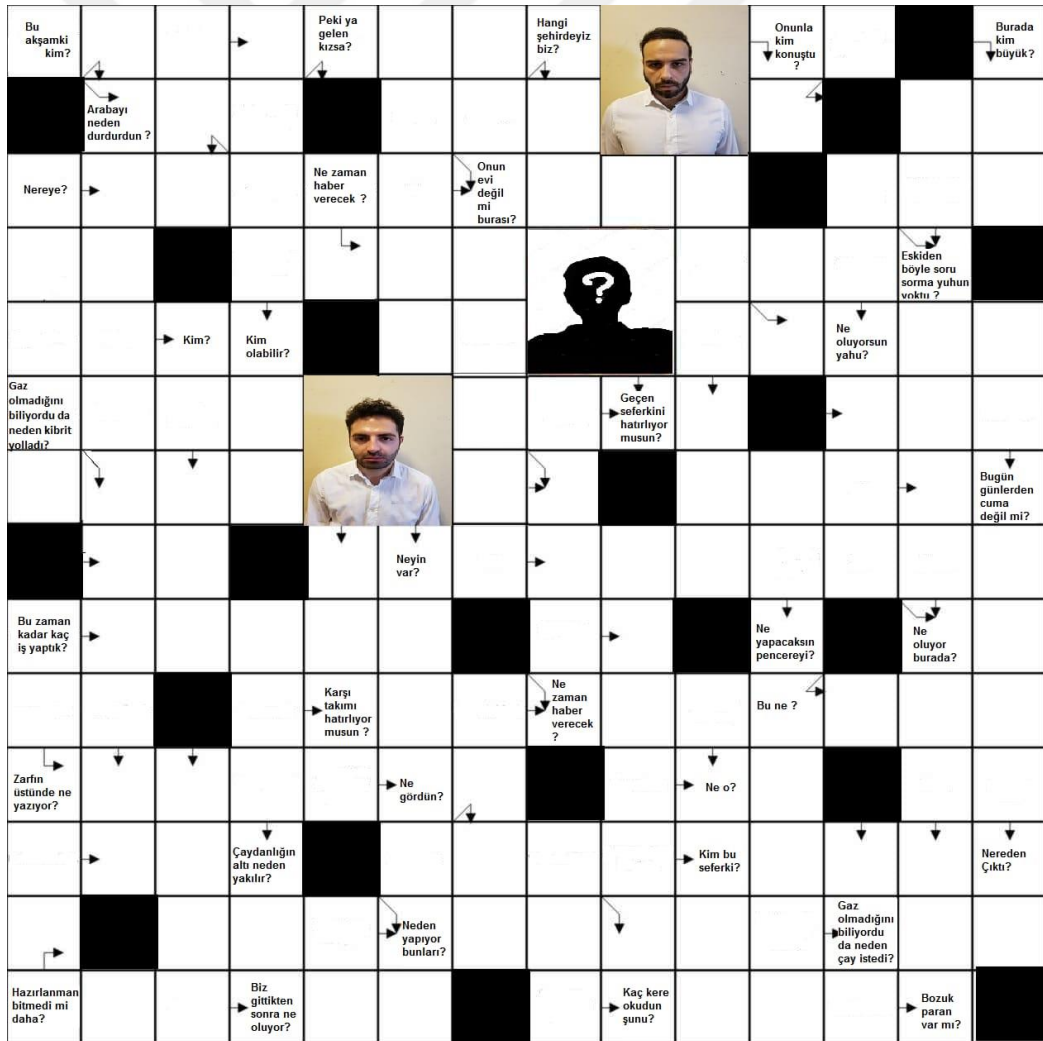 Bu
akşamki
kim?
Peki ya
gelen
kızsa?
Hangi
şehirdeyiz
biz?
Onunla
kim
konuştu
?
Burada
kim
büyük?
Arabayı
neden
durdurdun ?
Nereye?
Ne zaman
haber
verecek ?
Onun
evi
değil
mi
burası?
Eskiden
böyle soru
sorma yuhun
yoktu ?
?
Kim?
Kim
olabilir?
Ne
oluyorsun
yahu?
Gaz
olmadığını
biliyordu da
neden kibrit
yolladı?
Geçen
seferkini
hatırlıyor
musun?
Bugün
günlerden
cuma
değil mi?
Neyin
var?
Bu zaman
kadar kaç
iş yaptık?
Ne
yapacaksın
pencereyi?
Ne
oluyor
burada?
Karşı
takımı
hatırlıyor
musun ?
Ne
zaman
haber
verecek
?
Bu ne ?
Zarfın
üstünde ne
yazıyor?
Ne
gördün?
Ne o?
Çaydanlığın
altı neden
yakılır?
Kim bu
seferki?
Nereden
Çıktı?
Neden
yapıyor
bunları?
Gaz
olmadığını
biliyordu
da neden
çay istedi?
Hazırlanman
bitmedi mi
daha?
Biz
gittikten
sonra ne
oluyor?
Kaç kere
okudun
şunu?
Bozuk
paran
var mı?